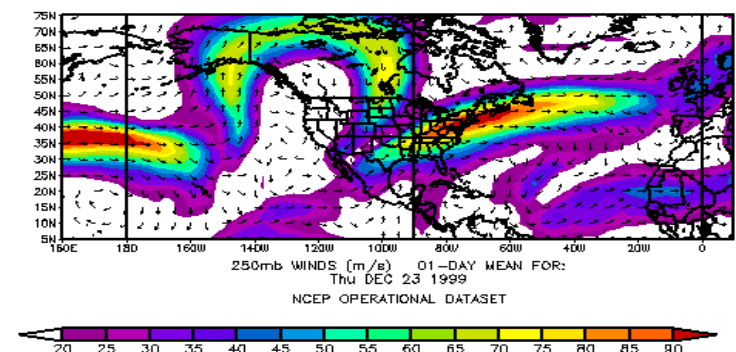 75N
70N
65N
60N
55N
50N
45N
40N
35N
30N
25N
20N
15N
10N
5N
160E 180 160W 140W 120W 100W 80W 60W 40W 20W 0
250mb WINDS (m/s) 01-DAY MEAN FOR:
Thu DEC 23 1999
NCEP OPERATIONAL DATASET
20 25 30 35 40 45 50 55 60 65 70 75 80 85 90